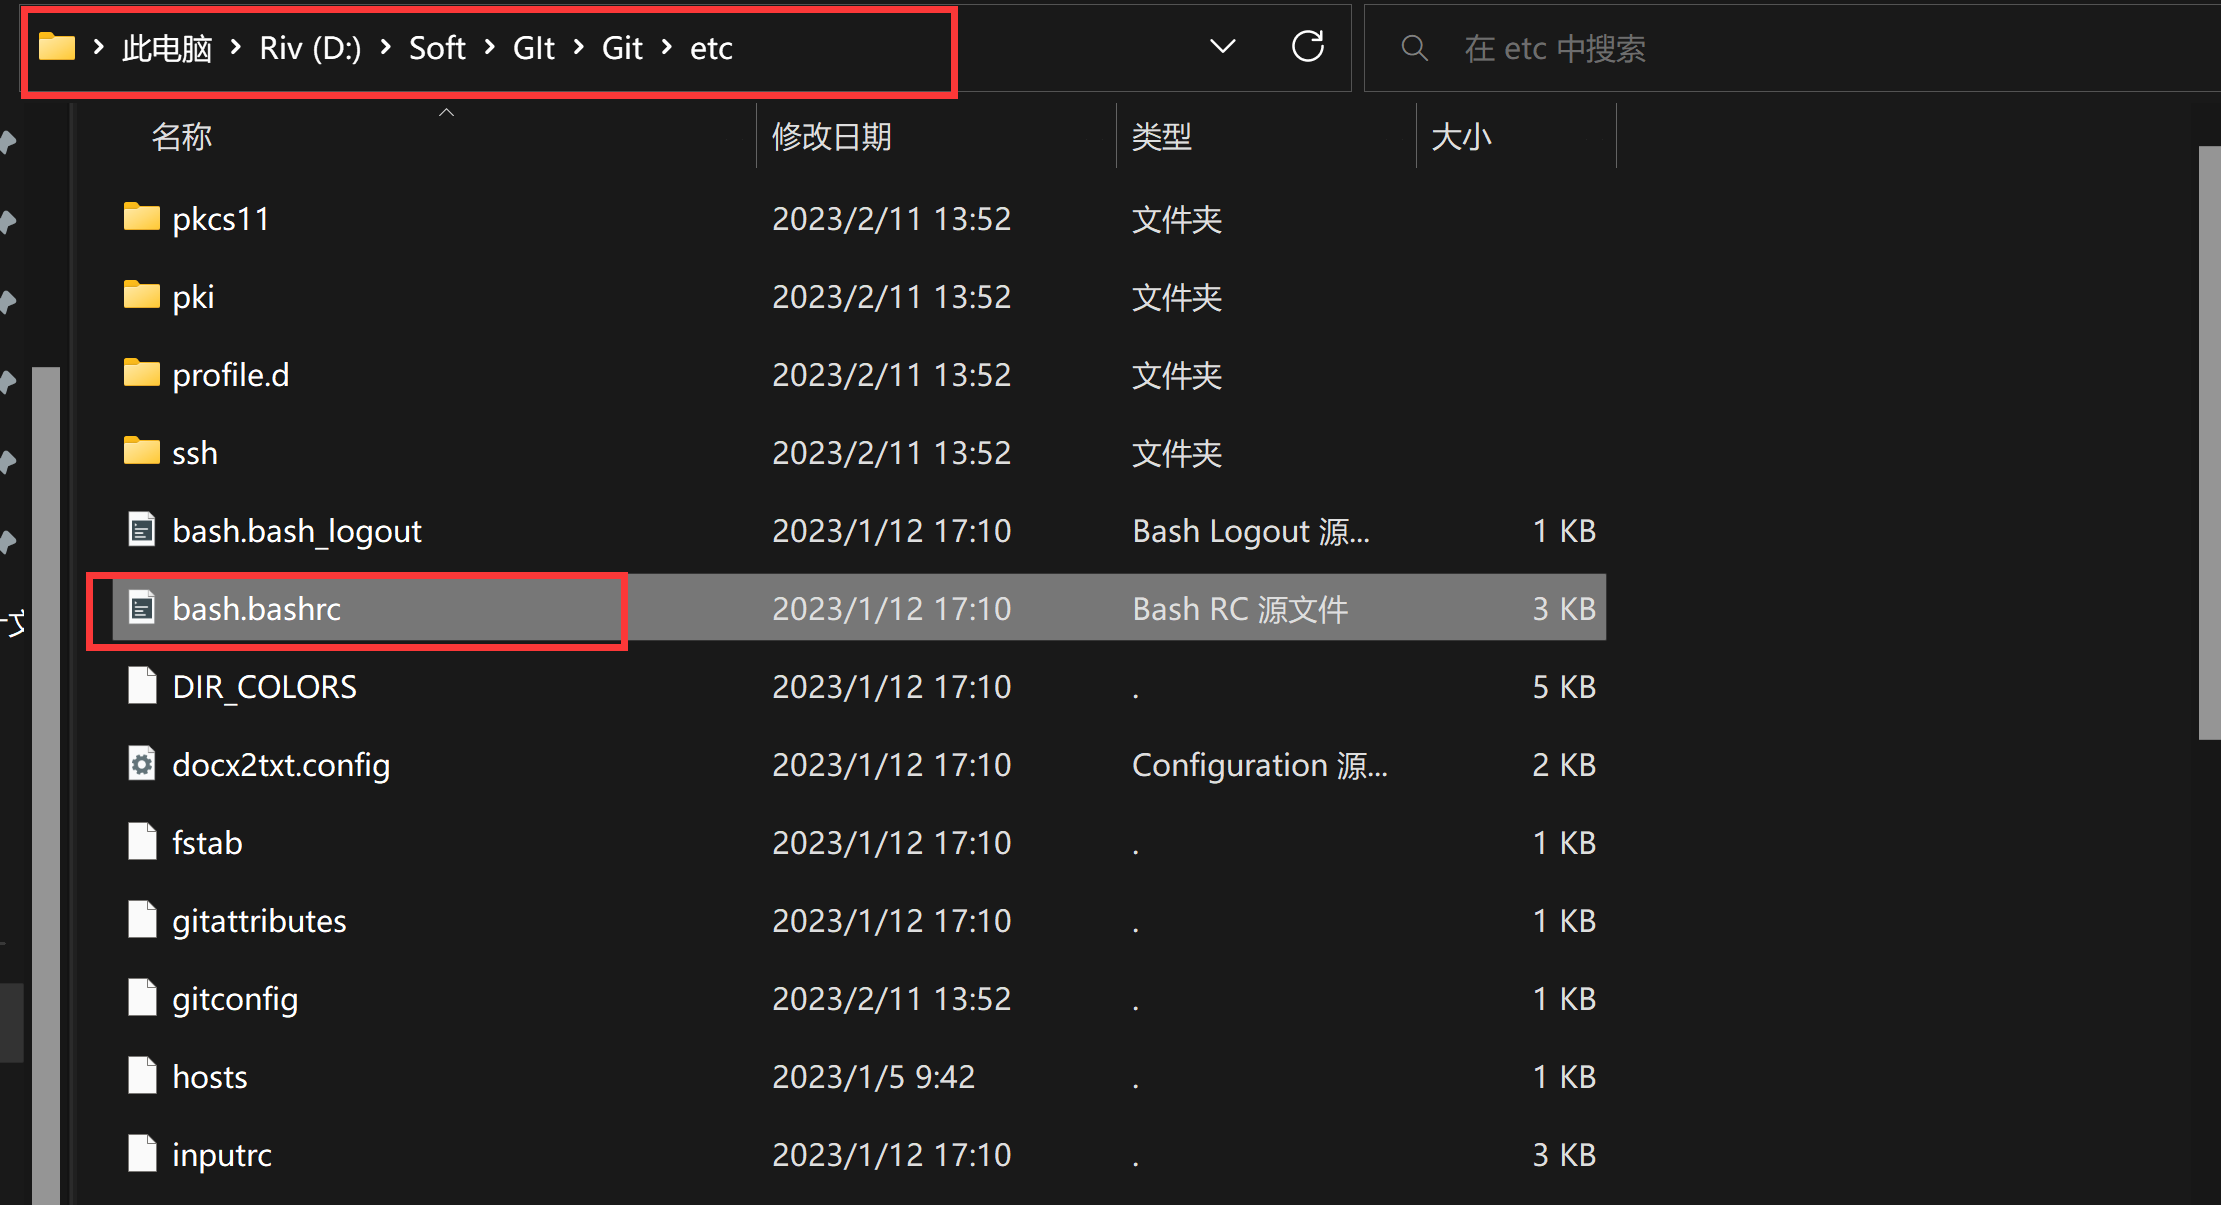 此电脑 Riv (D:) Soft GIt Git etc 在 etc 中搜索
名称 修改日期 类型 大小
pkcs11 2023/2/11 13:52 文件夹
pki 2023/2/11 13:52 文件夹
profile.d 2023/2/11 13:52 文件夹
ssh 2023/2/11 13:52 文件夹
bash.bash_logout 2023/1/12 17:10 Bash Logout 源... 1 KB
bash.bashrc 2023/1/12 17:10 Bash RC 源文件 3 KB
DIR_COLORS 2023/1/12 17:10 . 5 KB
docx2txt.config 2023/1/12 17:10 Configuration 源... 2 KB
fstab 2023/1/12 17:10 . 1 KB
gitattributes 2023/1/12 17:10 . 1 KB
gitconfig 2023/2/11 13:52 . 1 KB
hosts 2023/1/5 9:42 . 1 KB
inputrc 2023/1/12 17:10 . 3 KB